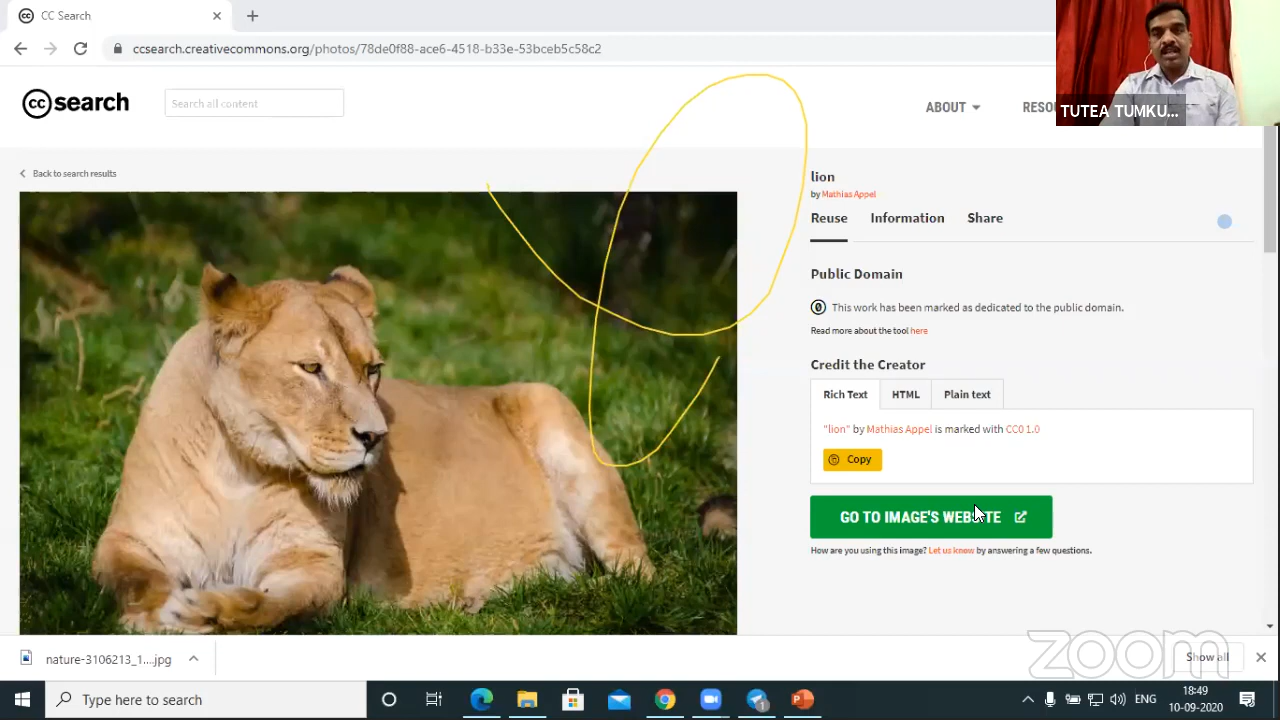 CC Search
ccsearch.creativecommons.org/photos/78de0f88-ace6-4518-b33e-53bceb5c58c2
cc search
Search all content
ABOUT
RESOU
TUTEA TUMKU...
Back to search results
lion
by Mathias Appel
Reuse Information Share
Public Domain
This work has been marked as dedicated to the public domain.
Read more about the tool here
Credit the Creator
Rich Text HTML Plain text
"lion" by Mathias Appel is marked with CC0 1.0
Copy
GO TO IMAGE'S WEBSITE
How are you using this image? Let us know by answering a few questions.
zoom
nature-3106213_1....jpg
Show all
Type here to search
1
ENG
18:49
10-09-2020